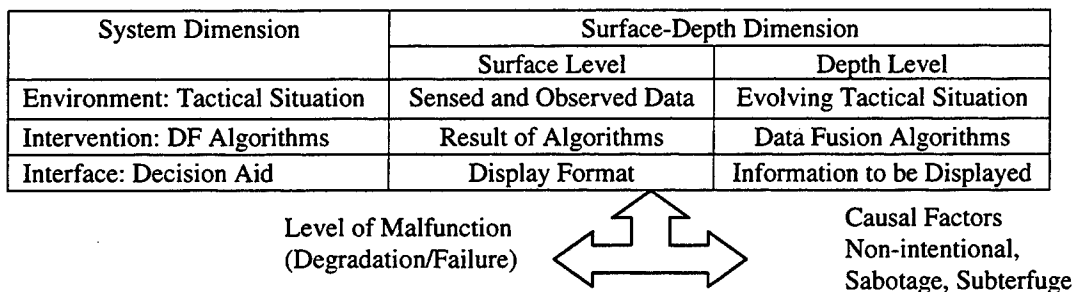 System Dimension Surface-Depth Dimension
Surface Level Depth Level
Environment: Tactical Situation Sensed and Observed Data Evolving Tactical Situation
Intervention: DF Algorithms Result of Algorithms Data Fusion Algorithms
Interface: Decision Aid Display Format Information to be Displayed
Level of Malfunction
(Degradation/Failure)
Causal Factors
Non-intentional,
Sabotage, Subterfuge